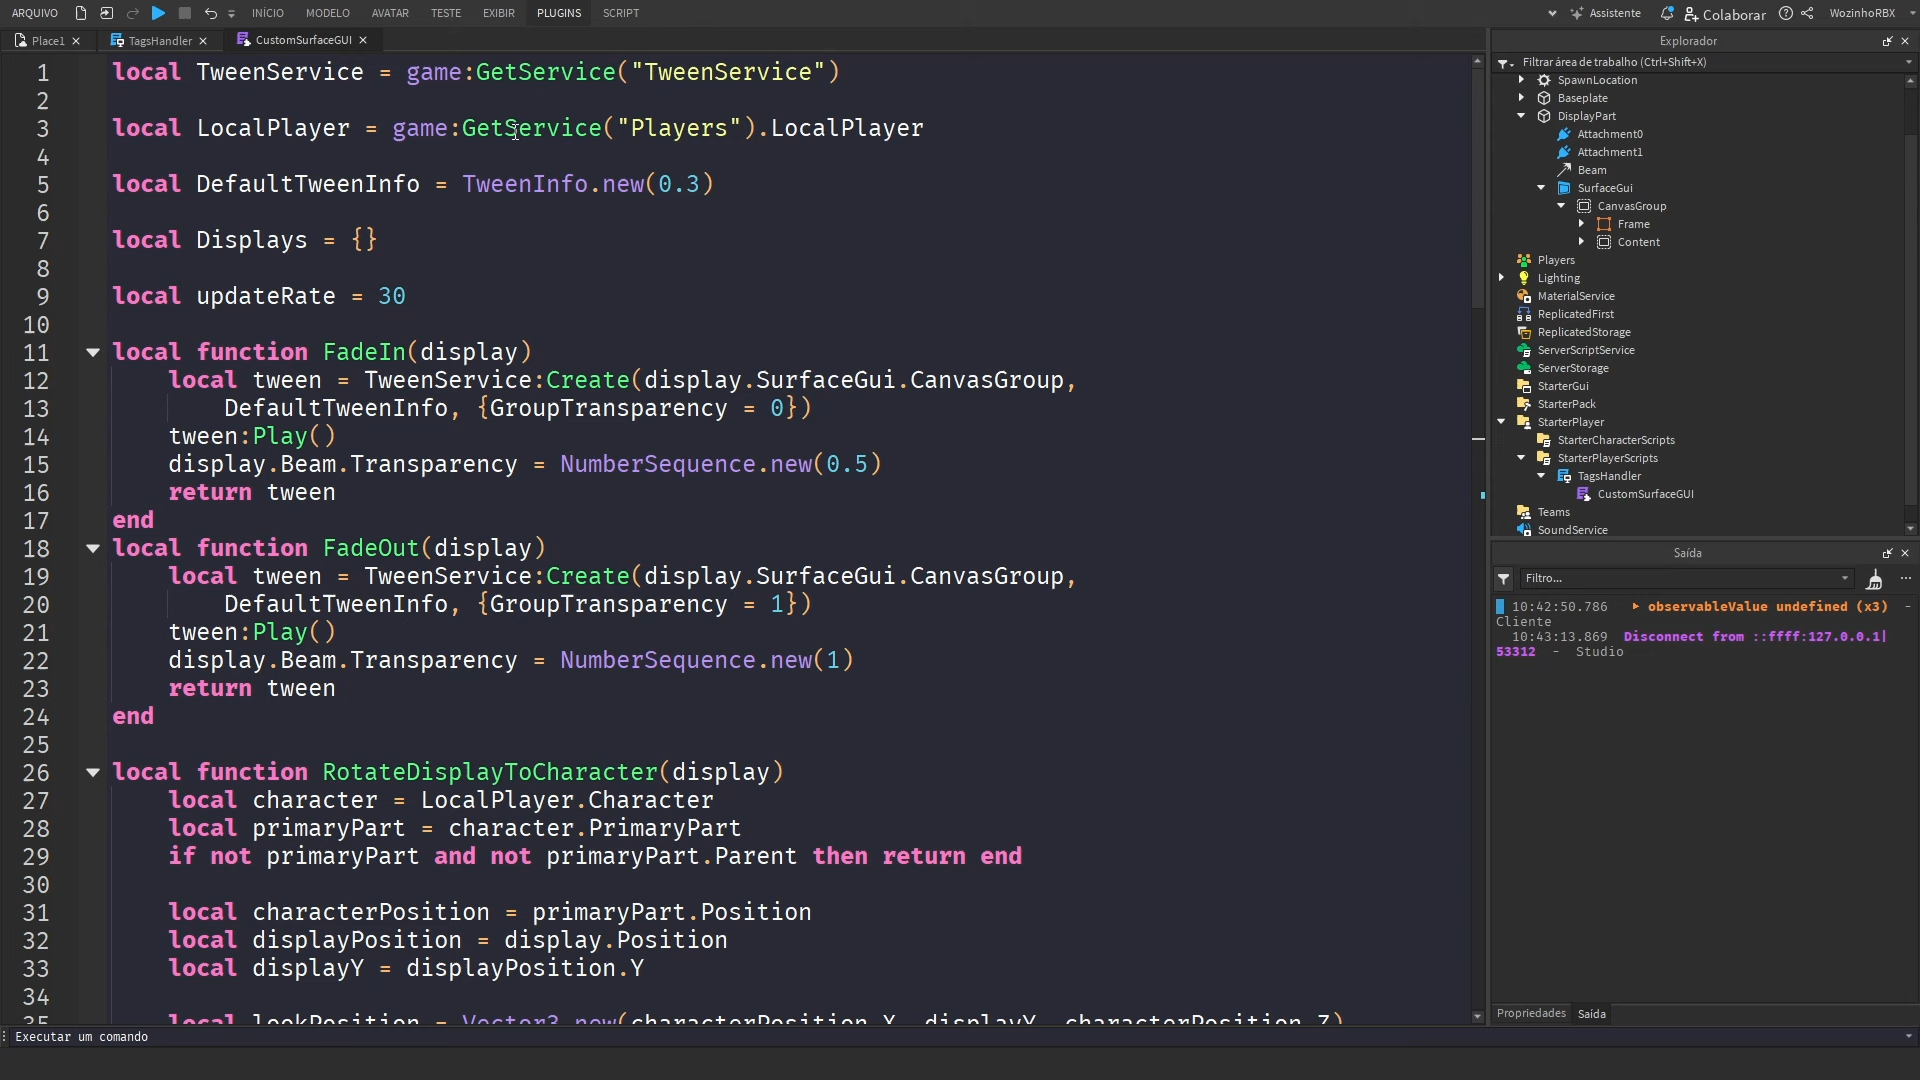 ARQUIVO INÍCIO MODELO AVATAR TESTE EXIBIR PLUGINS SCRIPT Assistente Colaborar WozinhoRBX
Place1 TagsHandler CustomSurfaceGUI
1 local TweenService = game:GetService("TweenService")
2
3 local LocalPlayer = game:GetService("Players").LocalPlayer
4
5 local DefaultTweenInfo = TweenInfo.new(0.3)
6
7 local Displays = {}
8
9 local updateRate = 30
10
11 local function FadeIn(display)
12 local tween = TweenService:Create(display.SurfaceGui.CanvasGroup,
13 DefaultTweenInfo, {GroupTransparency = 0})
14 tween:Play()
15 display.Beam.Transparency = NumberSequence.new(0.5)
16 return tween
17 end
18 local function FadeOut(display)
19 local tween = TweenService:Create(display.SurfaceGui.CanvasGroup,
20 DefaultTweenInfo, {GroupTransparency = 1})
21 tween:Play()
22 display.Beam.Transparency = NumberSequence.new(1)
23 return tween
24 end
25
26 local function RotateDisplayToCharacter(display)
27 local character = LocalPlayer.Character
28 local primaryPart = character.PrimaryPart
29 if not primaryPart and not primaryPart.Parent then return end
30
31 local characterPosition = primaryPart.Position
32 local displayPosition = display.Position
33 local displayY = displayPosition.Y
34
35 local lookPosition = Vector3.new(characterPosition.X, displayY, characterPosition.Z)
Executar um comando
Explorador
Filtrar área de trabalho (Ctrl+Shift+X)
SpawnLocation
Baseplate
DisplayPart
Attachment0
Attachment1
Beam
SurfaceGui
CanvasGroup
Frame
Content
Players
Lighting
MaterialService
ReplicatedFirst
ReplicatedStorage
ServerScriptService
ServerStorage
StarterGui
StarterPack
StarterPlayer
StarterCharacterScripts
StarterPlayerScripts
TagsHandler
CustomSurfaceGUI
Teams
SoundService
Saída
Filtro...
10:42:50.786 observableValue undefined (x3) -
Cliente
10:43:13.869 Disconnect from ::ffff:127.0.0.1|
53312 - Studio
Propriedades Saída